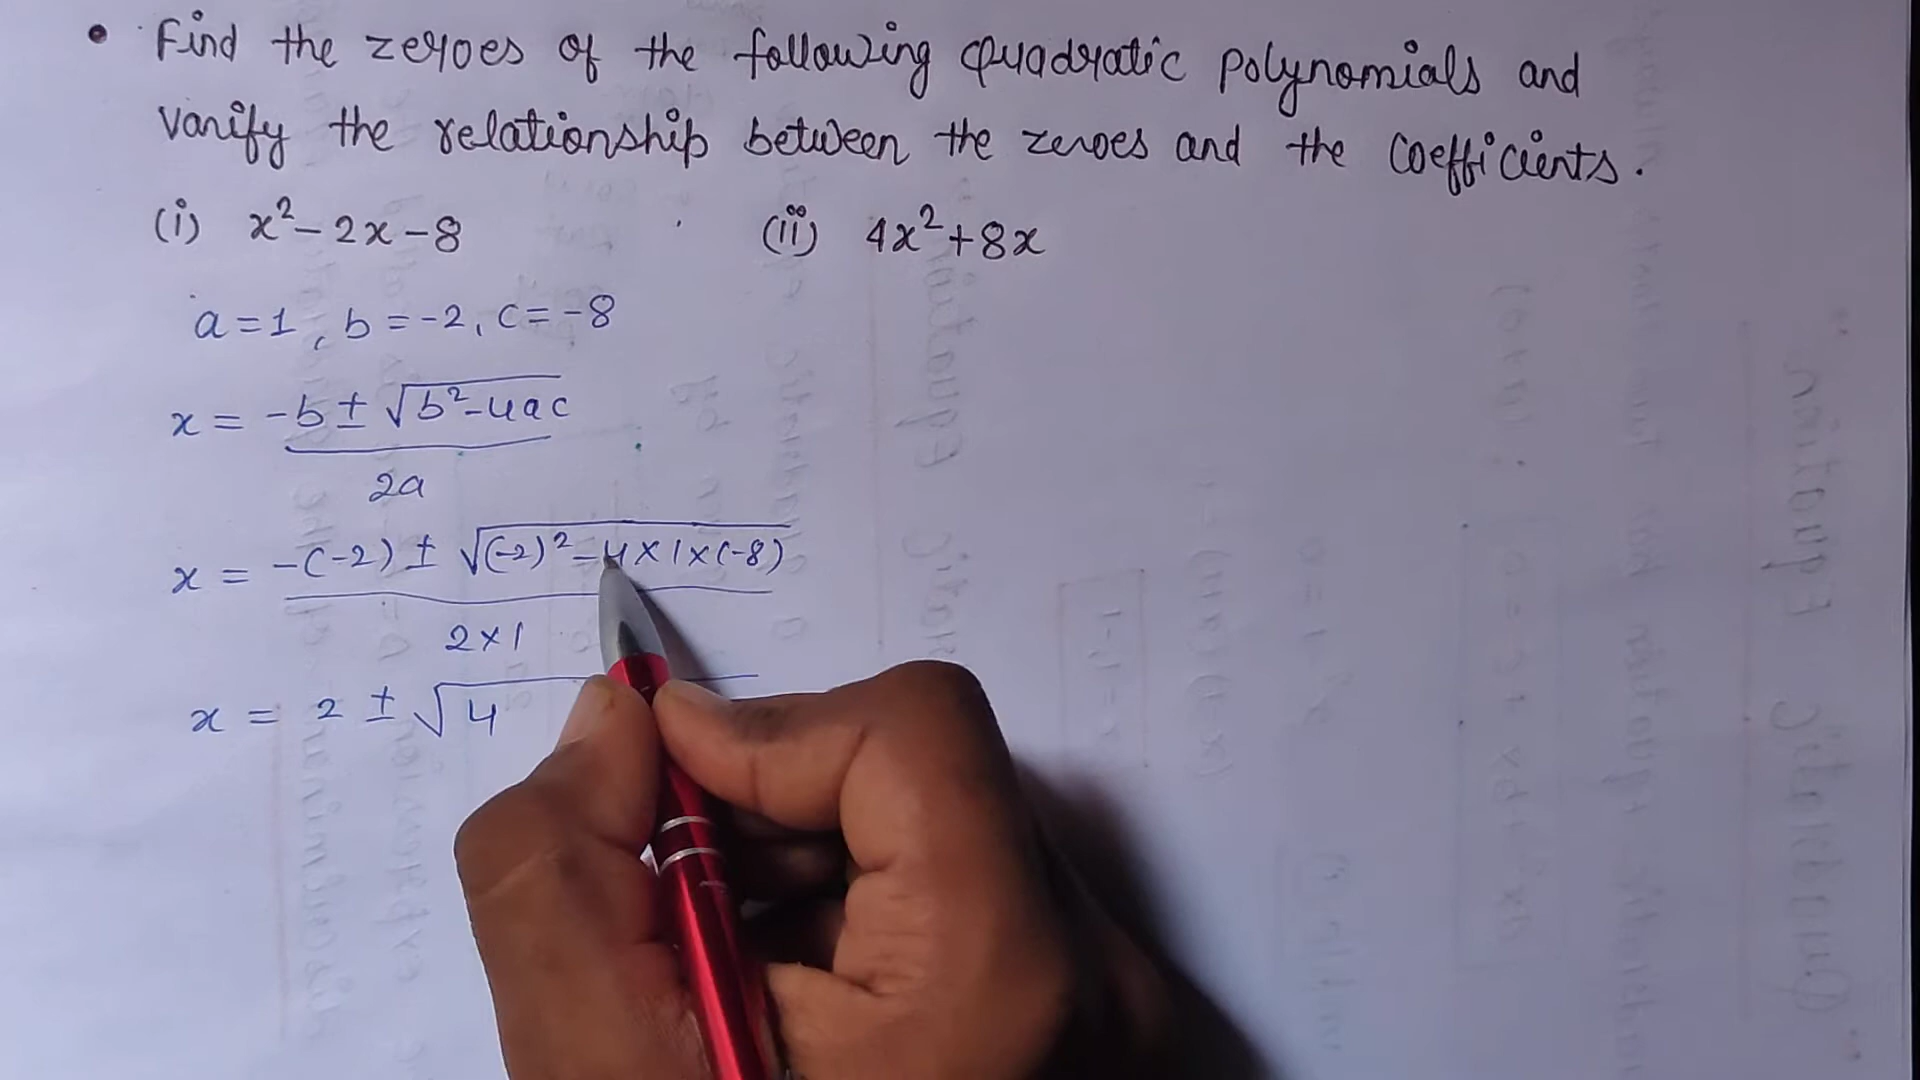 • Find the zeroes of the following quadratic polynomials and
varify the relationship between the zeroes and the coefficients.
(i) x² - 2x - 8 (ii) 4x² + 8x
a = 1, b = -2, c = -8
x = -b ± √b² - 4ac
2a
x = -(-2) ± √(-2)² - 4 × 1 × (-8)
2 × 1
x = 2 ± √4